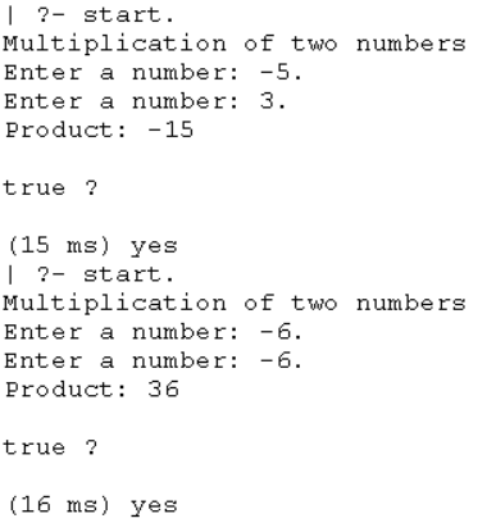 | ?- start.
Multiplication of two numbers
Enter a number: -5.
Enter a number: 3.
Product: -15
true ?
(15 ms) yes
| ?- start.
Multiplication of two numbers
Enter a number: -6.
Enter a number: -6.
Product: 36
true ?
(16 ms) yes